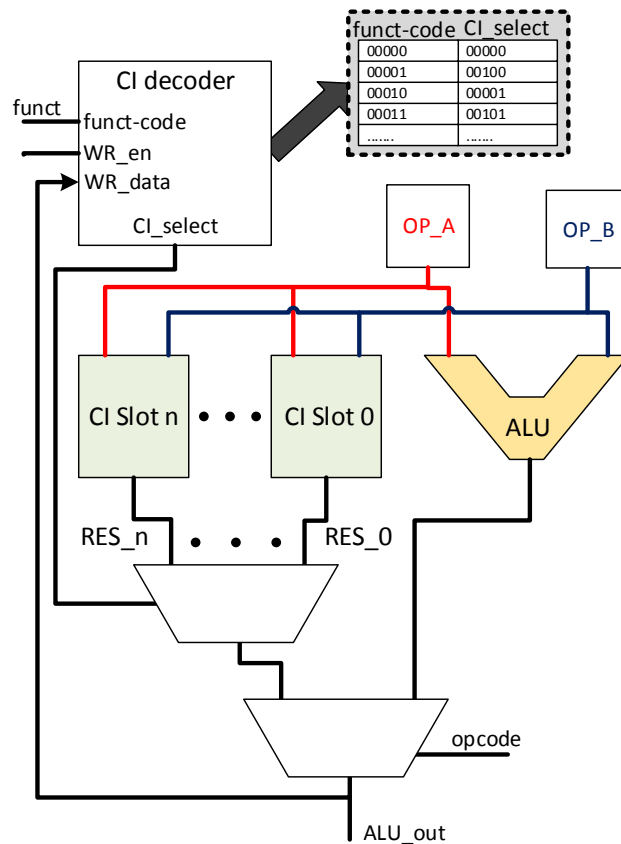 funct-code CI_select
00000 00000
00001 00100
00010 00001
00011 00101
....... .......
CI decoder
funct
funct-code
WR_en
WR_data
CI_select
OP_A
OP_B
CI Slot n
CI Slot 0
ALU
RES_n
RES_0
opcode
ALU_out